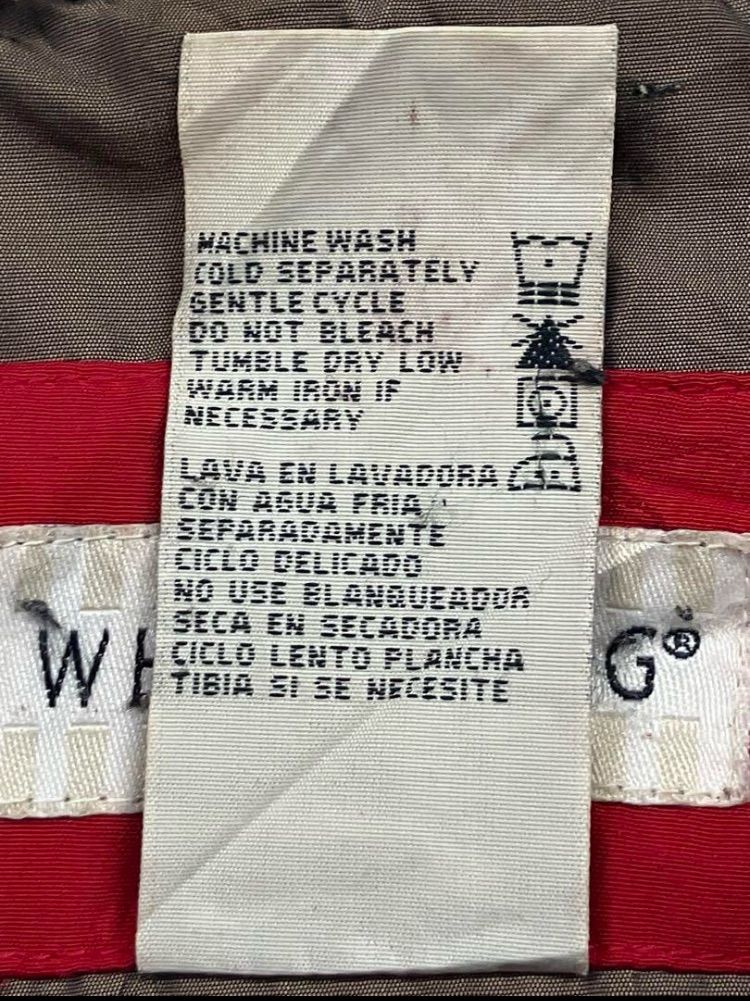 MACHINE WASH
COLD SEPARATELY
GENTLE CYCLE
DO NOT BLEACH
TUMBLE DRY LOW
WARM IRON IF
NECESSARY
LAVA EN LAVADORA
CON AGUA FRIA
SEPARADAMENTE
CICLO DELICADO
NO USE BLANQUEADOR
SECA EN SECADORA
CICLO LENTO PLANCHA
TIBIA SI SE NECESITE